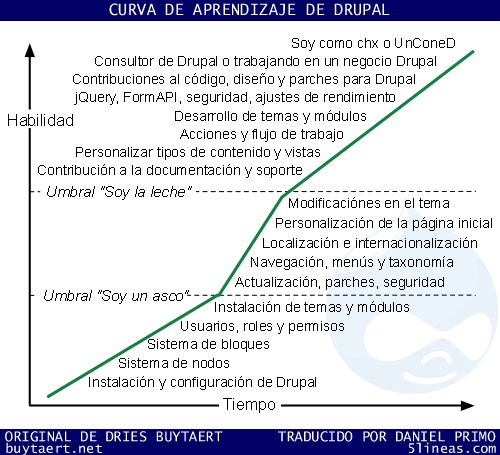 CURVA DE APRENDIZAJE DE DRUPAL
Soy como chx o UnConeD
Consultor de Drupal o trabajando en un negocio Drupal
Contribuciones al código, diseño y parches para Drupal
jQuery, FormAPI, seguridad, ajustes de rendimiento
Habilidad
Desarrollo de temas y módulos
Acciones y flujo de trabajo
Personalizar tipos de contenido y vistas
Contribución a la documentación y soporte
Umbral "Soy la leche"
Modificaciónes en el tema
Personalización de la página inicial
Localización e internacionalización
Navegación, menús y taxonomía
Actualización, parches, seguridad
Umbral "Soy un asco"
Instalación de temas y módulos
Usuarios, roles y permisos
Sistema de bloques
Sistema de nodos
Instalación y configuración de Drupal
Tiempo
ORIGINAL DE DRIES BUYTAERT
buytaert.net
TRADUCIDO POR DANIEL PRIMO
5lineas.com